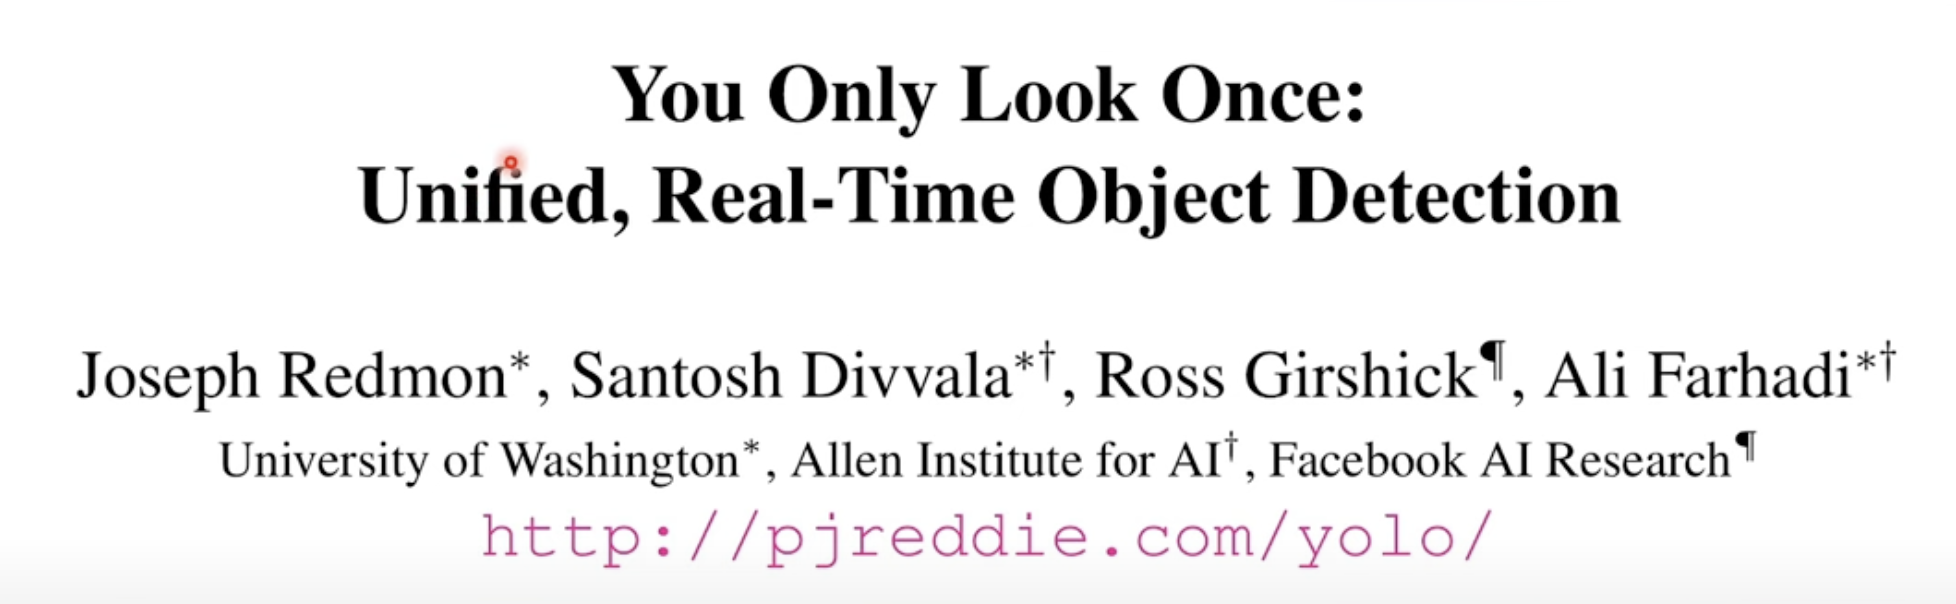 You Only Look Once:
Unified, Real-Time Object Detection
Joseph Redmon*, Santosh Divvala*†, Ross Girshick¶, Ali Farhadi*†
University of Washington*, Allen Institute for AI†, Facebook AI Research¶
http://pjreddie.com/yolo/